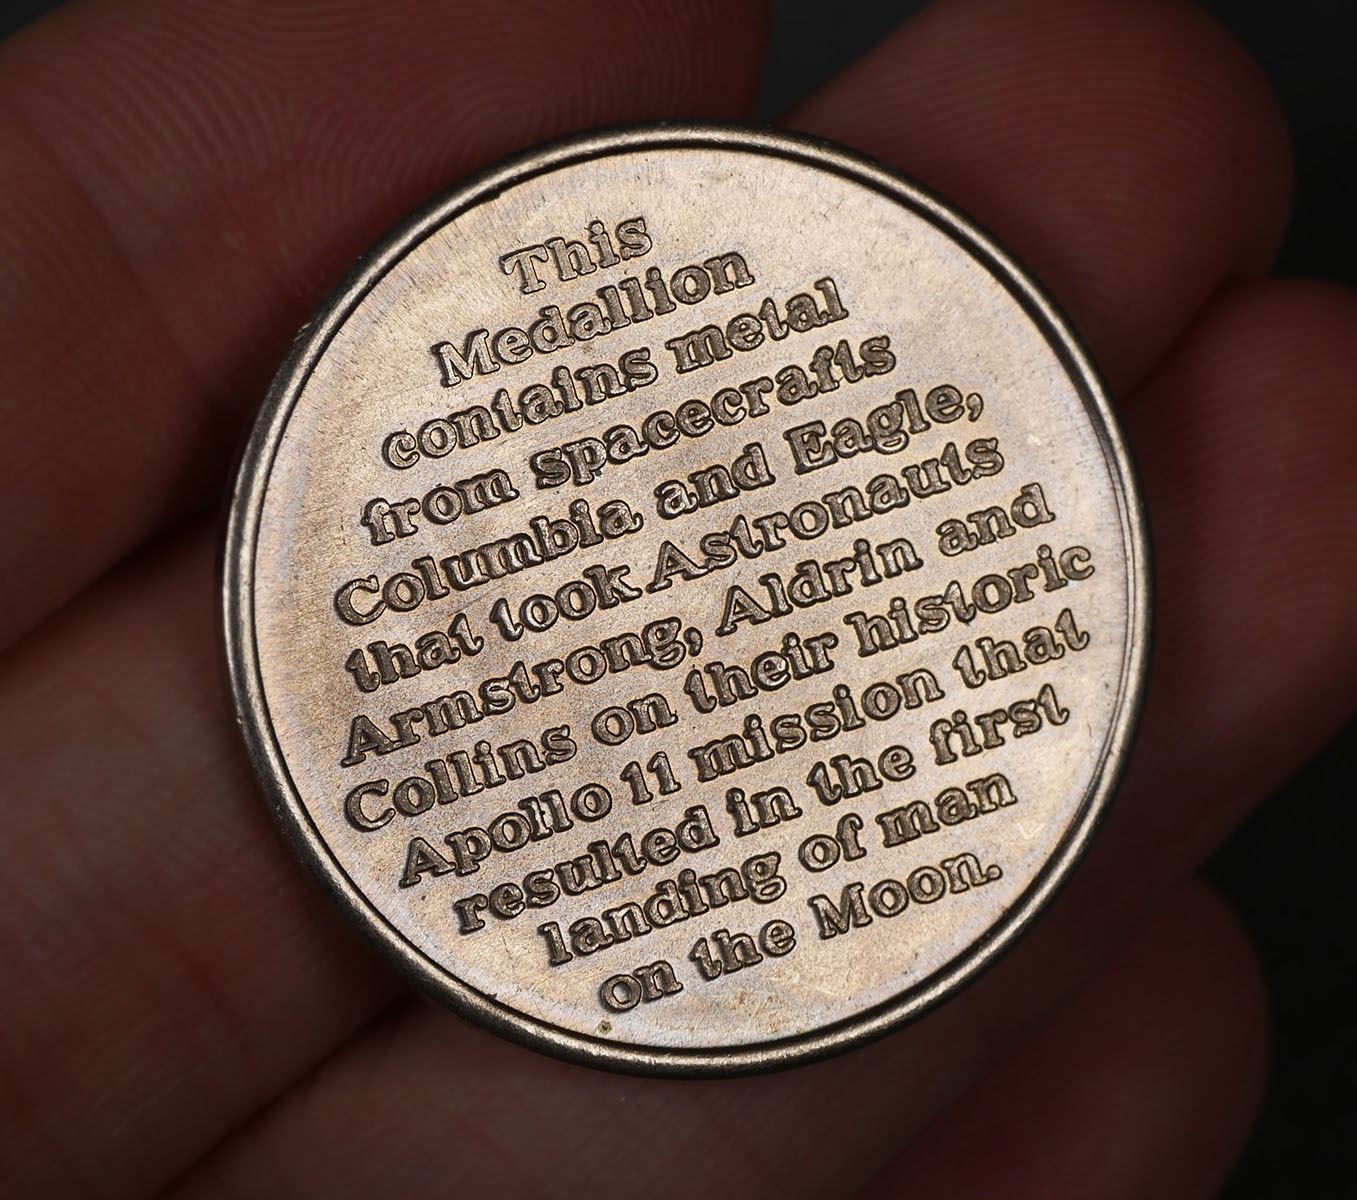 This
Medallion
contains metal
from spacecrafts
Columbia and Eagle,
that took Astronauts
Armstrong, Aldrin and
Collins on their historic
Apollo 11 mission that
resulted in the first
landing of man
on the Moon.